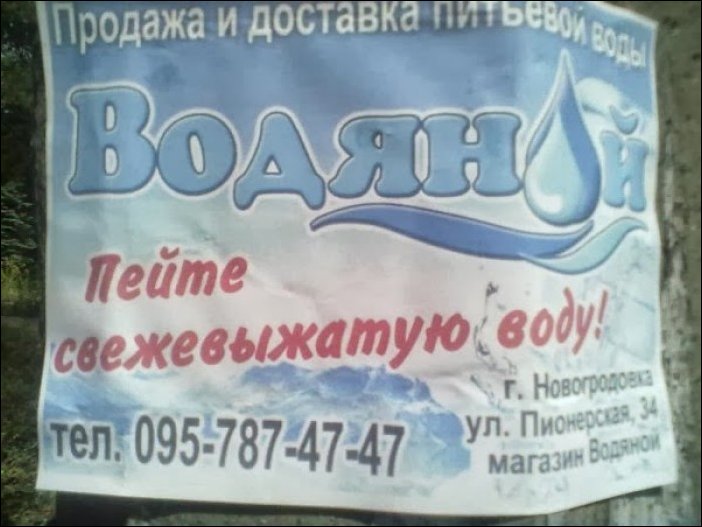 Продажа и доставка питьевой воды
Водяной
Пейте
свежевыжатую воду!
г. Новогродовка
ул. Пионерская, 34
магазин Водяной
тел. 095-787-47-47